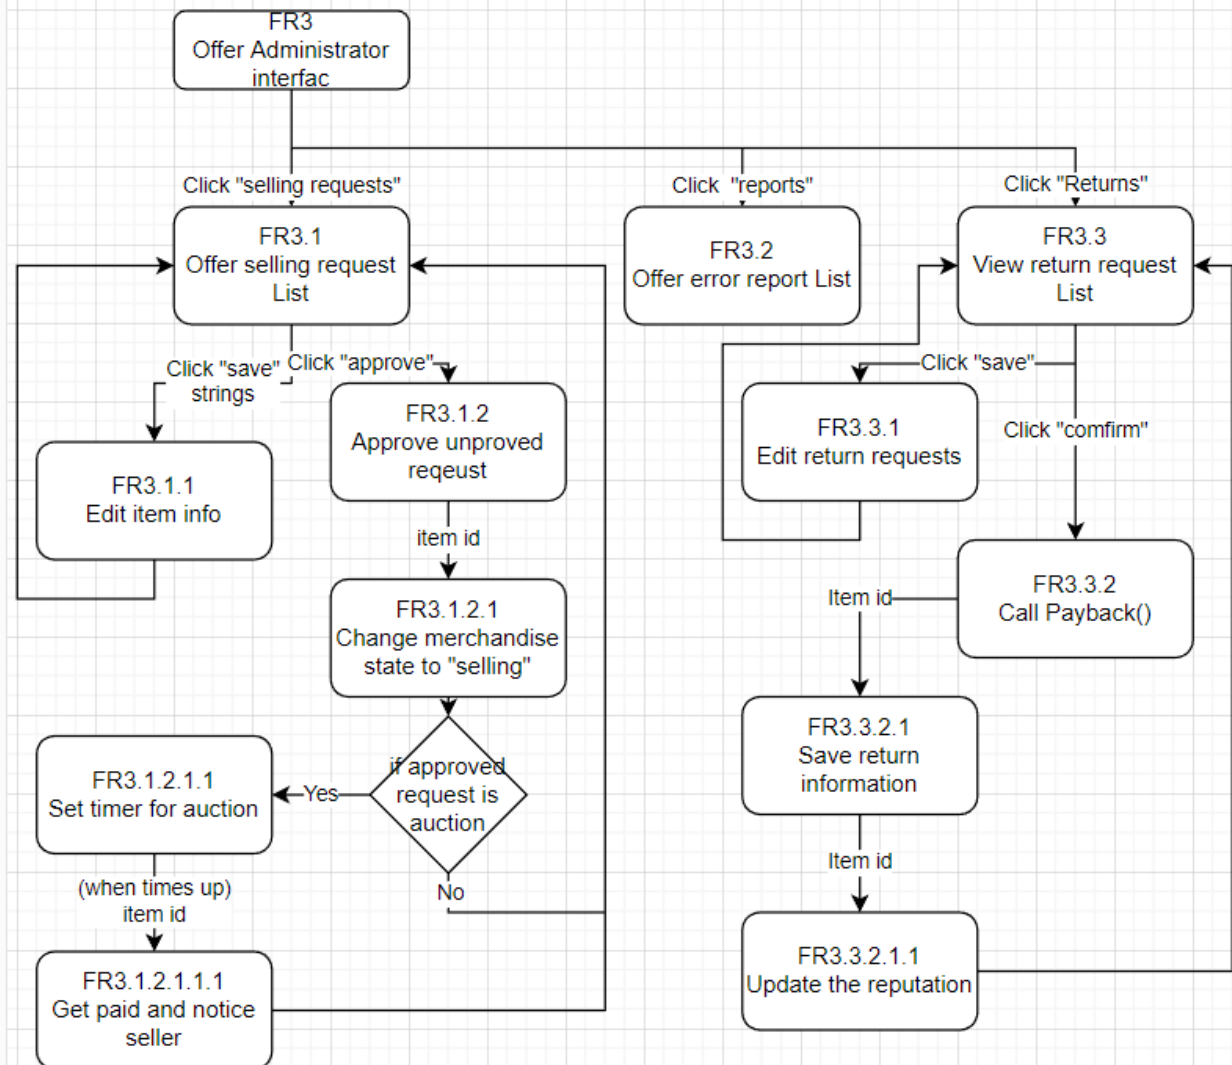 FR3
Offer Administrator
interfac
Click "selling requests"
Click "reports"
Click "Returns"
FR3.1
Offer selling request
List
FR3.2
Offer error report List
FR3.3
View return request
List
Click "save"
strings
Click "approve"
Click "save"
FR3.1.2
Approve unproved
reqeust
FR3.3.1
Edit return requests
Click "comfirm"
FR3.1.1
Edit item info
item id
FR3.1.2.1
Change merchandise
state to "selling"
FR3.3.2
Call Payback()
Item id
FR3.3.2.1
Save return
information
if approved
request is
auction
Yes
FR3.1.2.1.1
Set timer for auction
No
(when times up)
item id
Item id
FR3.1.2.1.1.1
Get paid and notice
seller
FR3.3.2.1.1
Update the reputation